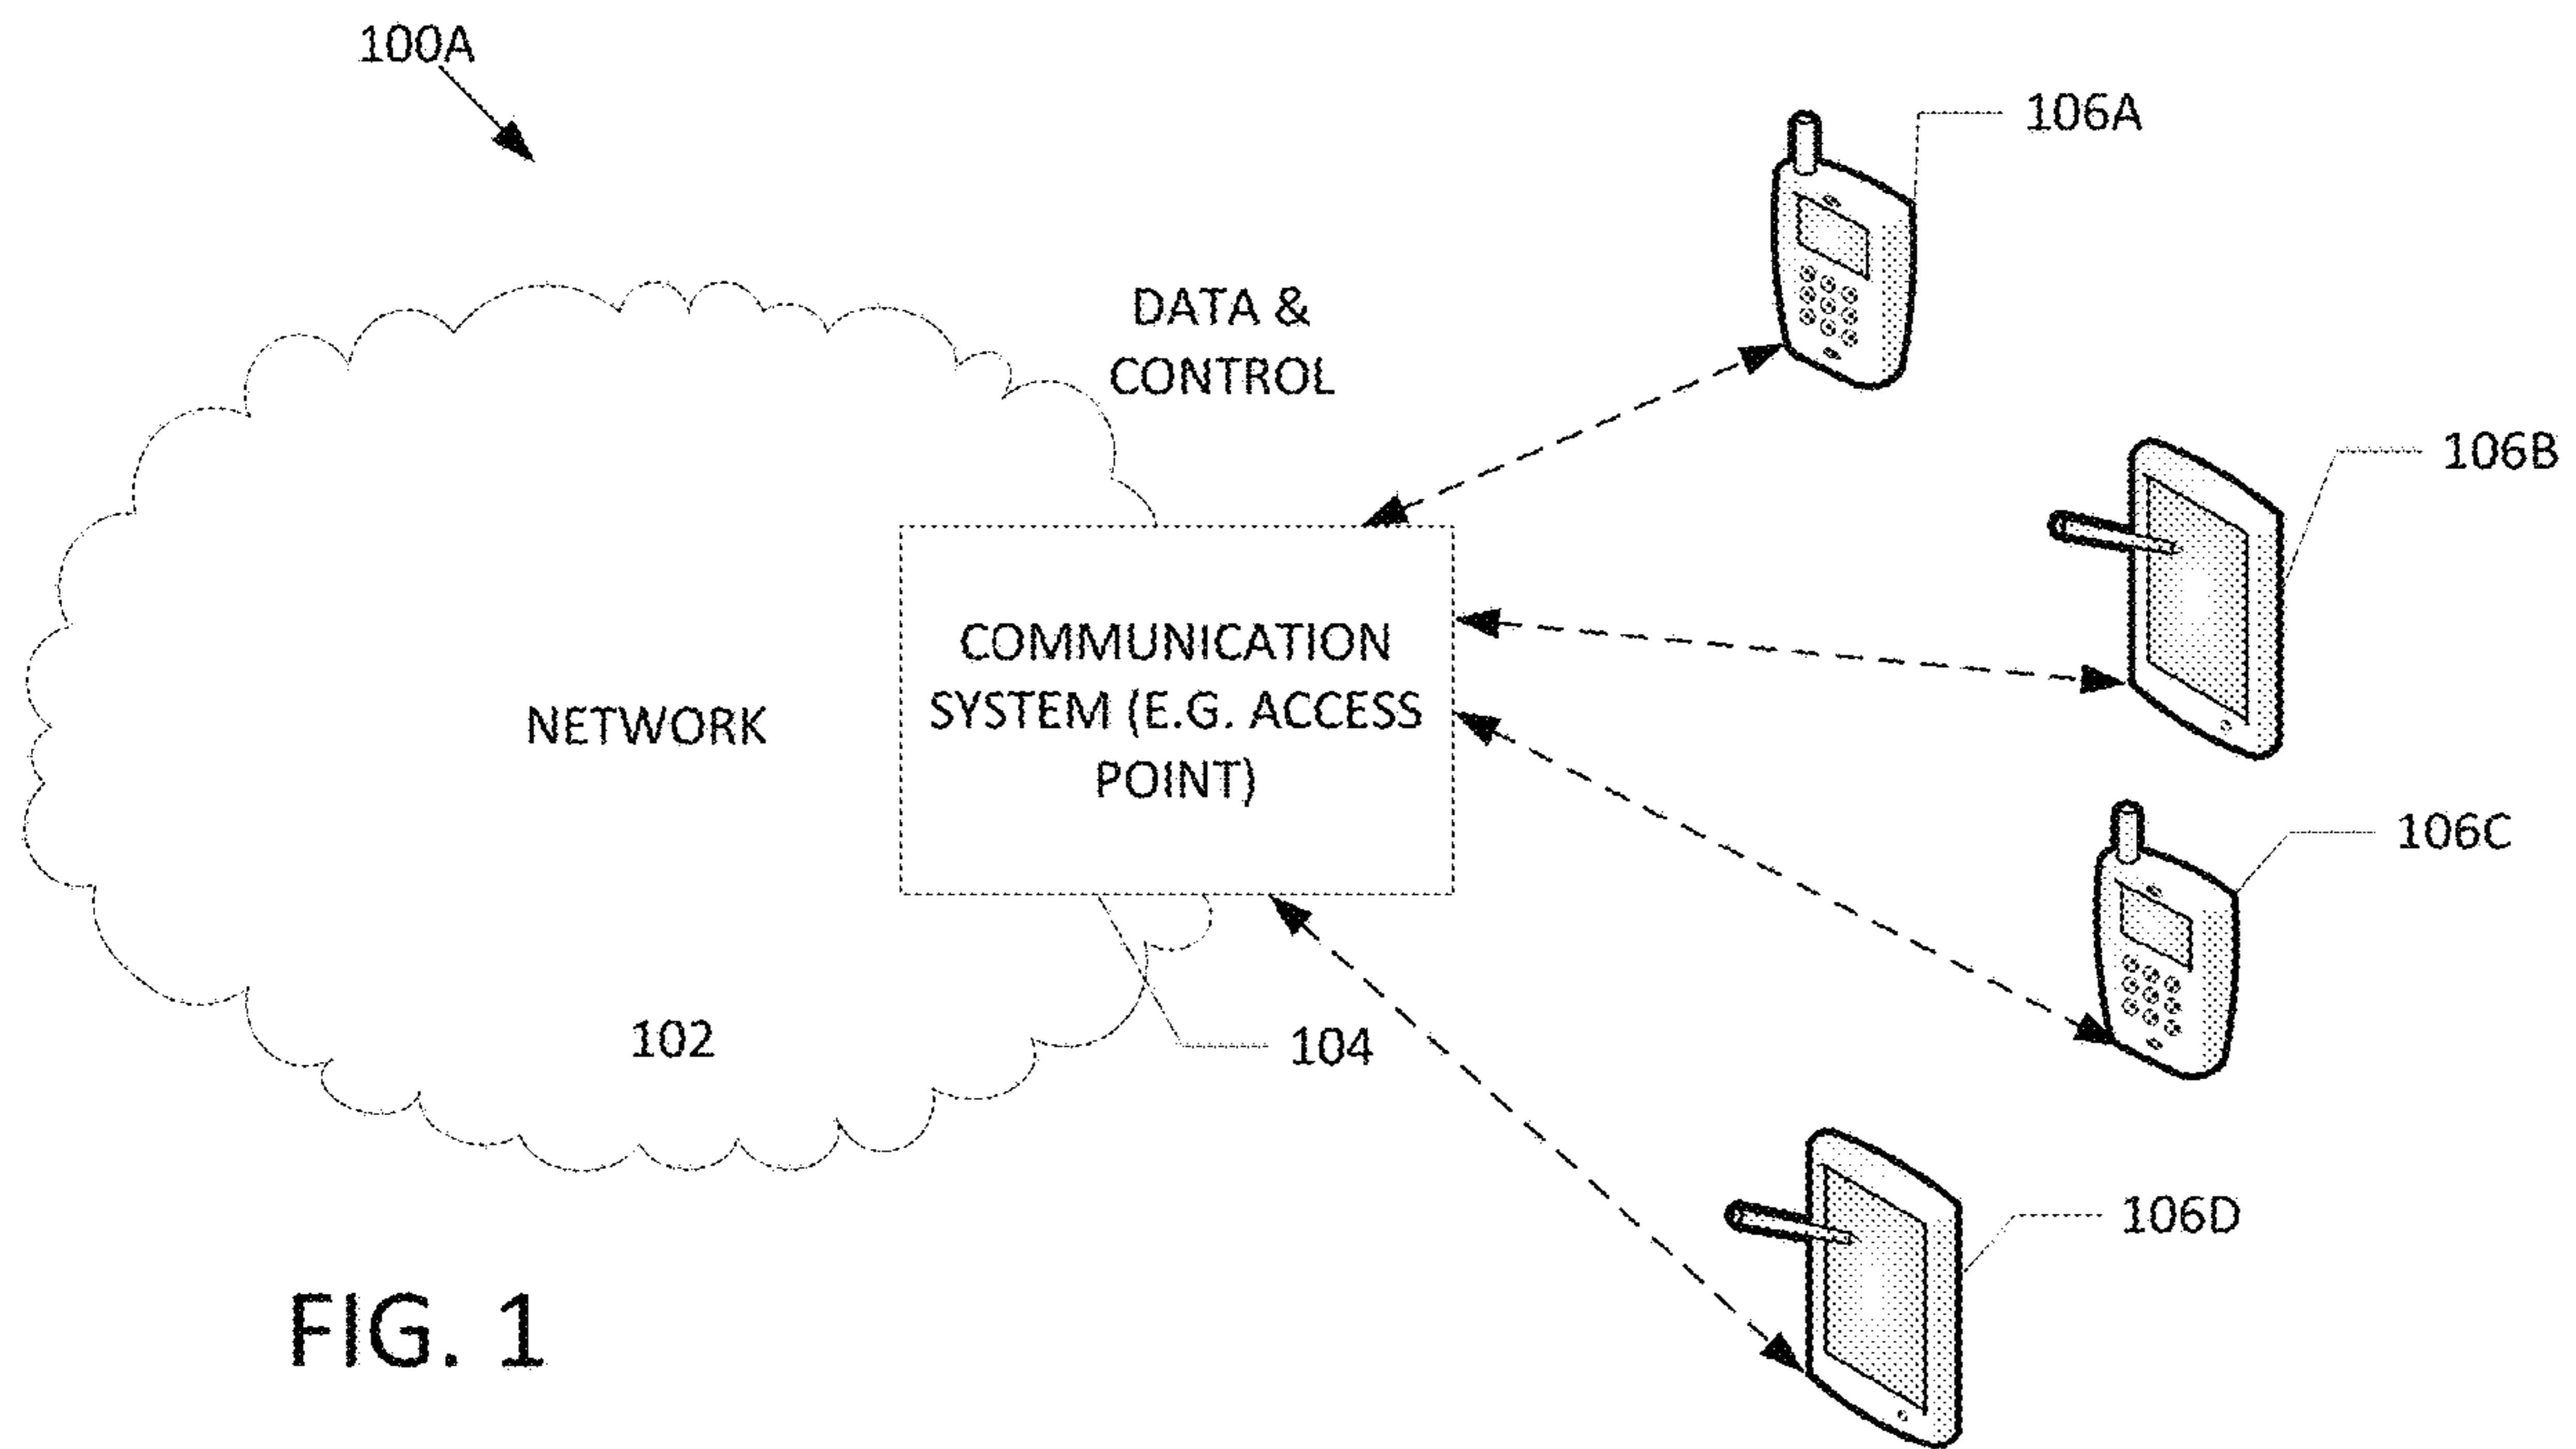 100A
106A
DATA &
CONTROL
106B
COMMUNICATION
SYSTEM (E.G. ACCESS
POINT)
NETWORK
106C
102
104
106D
FIG. 1